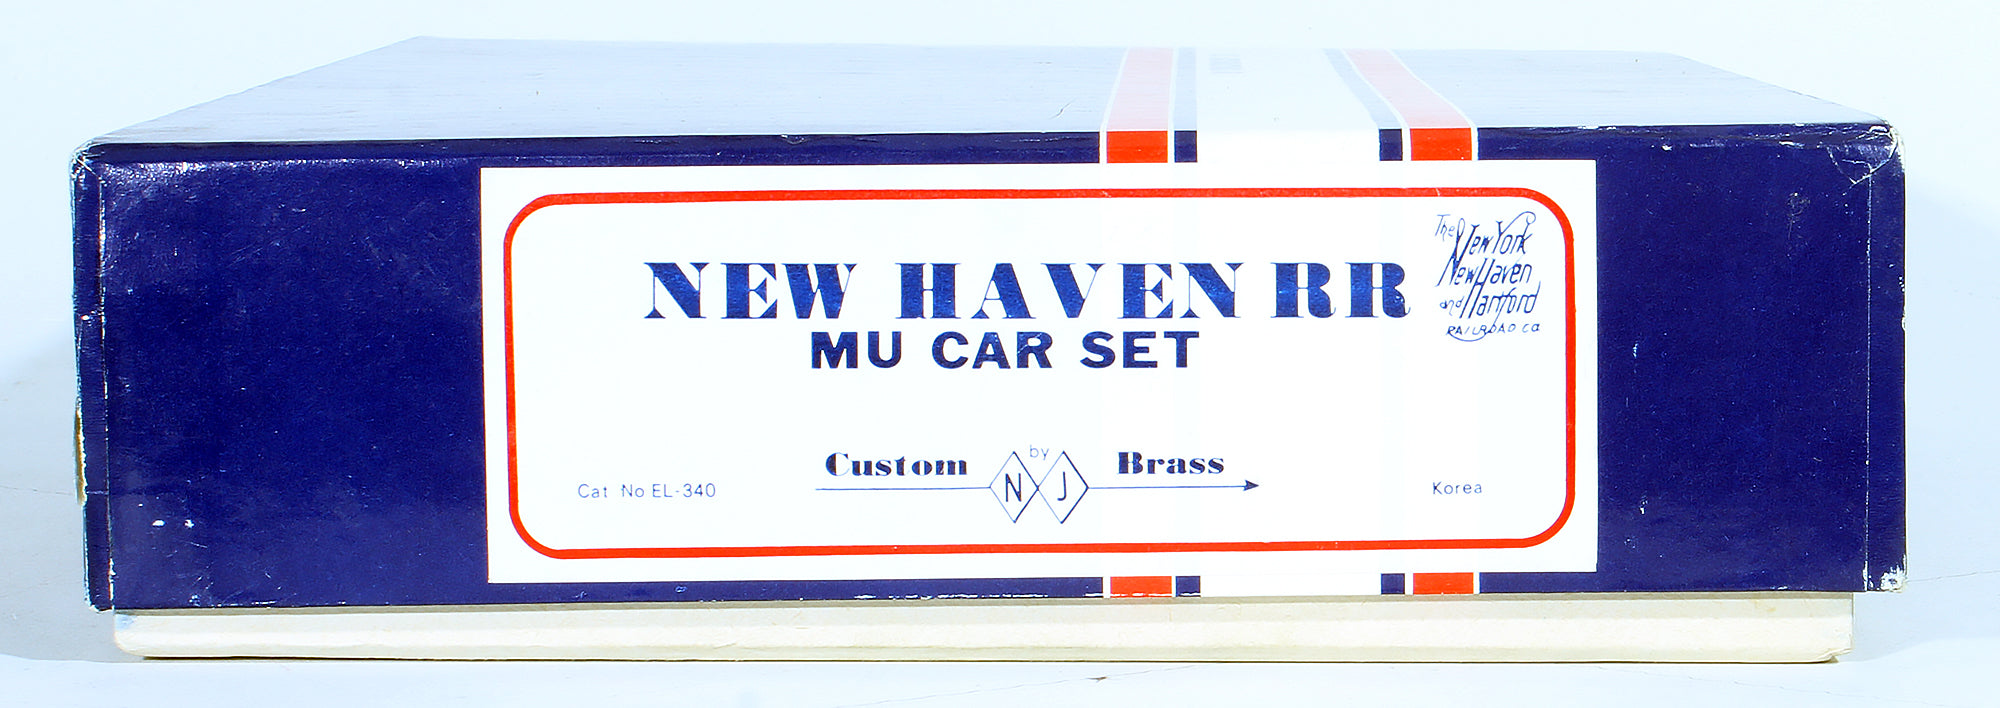 NEW HAVEN RR
The New York
New Haven
and Hartford
RAILROAD CO
MU CAR SET
Custom by NJ Brass
Cat No EL-340
Korea